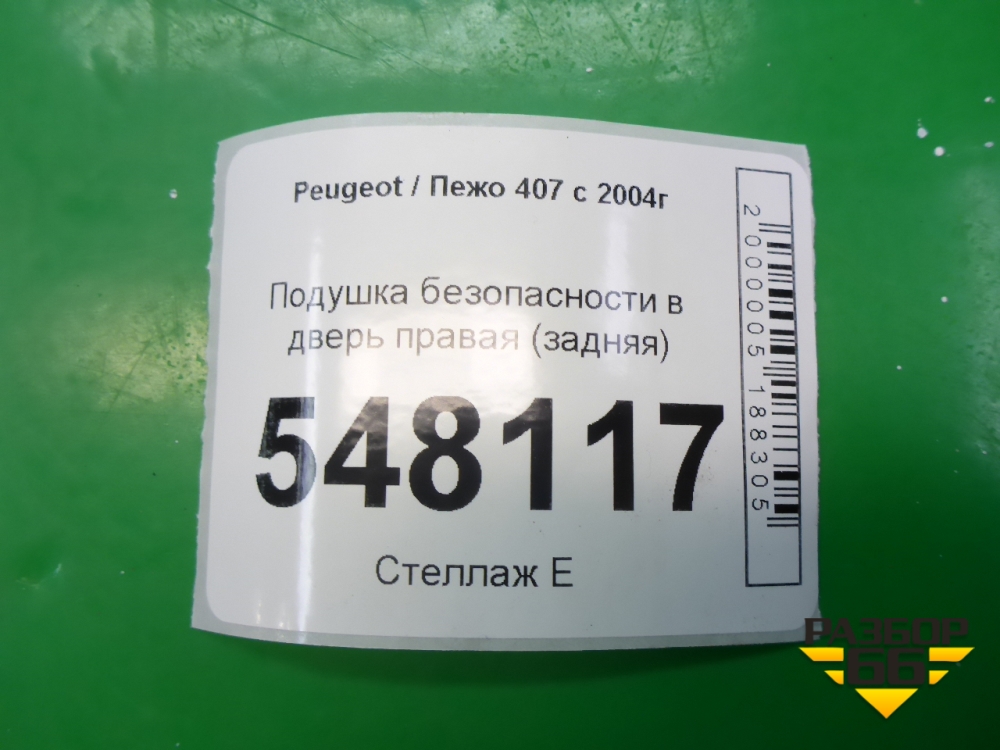 Peugeot / Пежо 407 с 2004г
Подушка безопасности в
дверь правая (задняя)
548117
Стеллаж Е
2000005188305
РАЗБОР
66